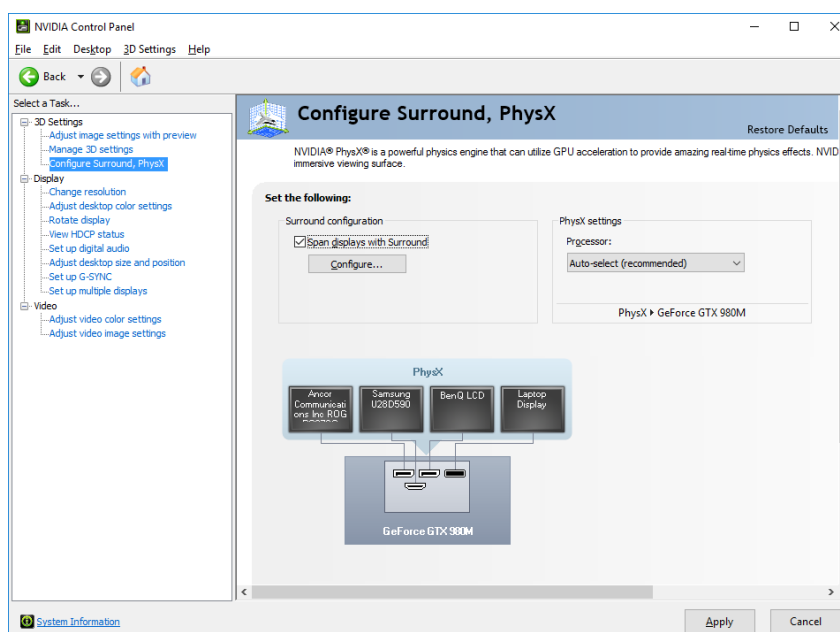 NVIDIA Control Panel
File Edit Desktop 3D Settings Help
Back
Select a Task...
3D Settings
Adjust image settings with preview
Manage 3D settings
Configure Surround, PhysX
Display
Change resolution
Adjust desktop color settings
Rotate display
View HDCP status
Set up digital audio
Adjust desktop size and position
Set up G-SYNC
Set up multiple displays
Video
Adjust video color settings
Adjust video image settings
System Information
Configure Surround, PhysX
Restore Defaults
NVIDIA® PhysX® is a powerful physics engine that can utilize GPU acceleration to provide amazing real-time physics effects. NVID
immersive viewing surface.
Set the following:
Surround configuration
Span displays with Surround
Configure...
PhysX settings
Processor:
Auto-select (recommended)
PhysX GeForce GTX 980M
PhysX
Ancor
Communicati
ons Inc ROG
Samsung
U28D590
BenQ LCD
Laptop
Display
GeForce GTX 980M
Apply
Cancel